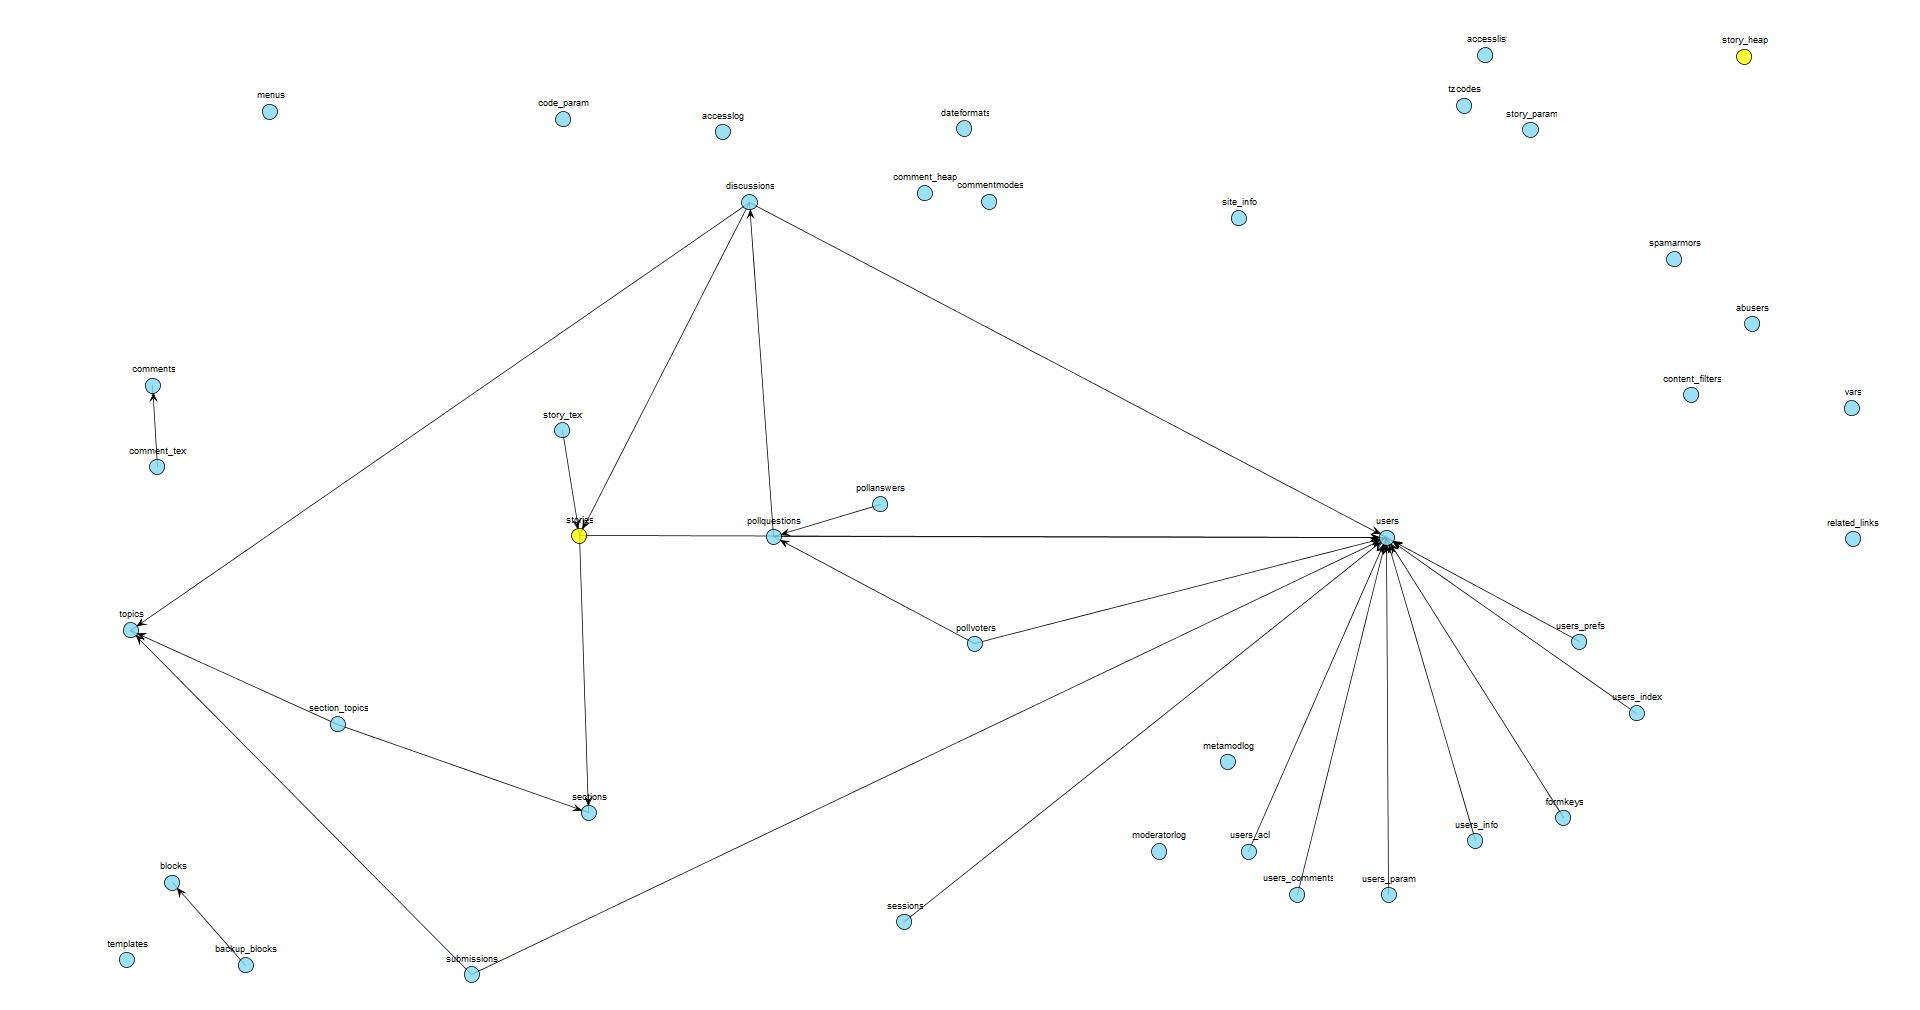 accesslis
story_heap
menus
code_param
tzcodes
accesslog
dateformats
story_param
discussions
comment_heap
commentmodes
site_info
spamarmors
abusers
comments
content_filters
vars
story_tex
comment_tex
pollanswers
stories
pollquestions
users
related_links
topics
pollvoters
users_prefs
section_topics
users_index
metamodlog
sections
formkeys
moderatorlog
users_acl
users_info
blocks
users_comments
users_param
sessions
templates
backup_blocks
submissions